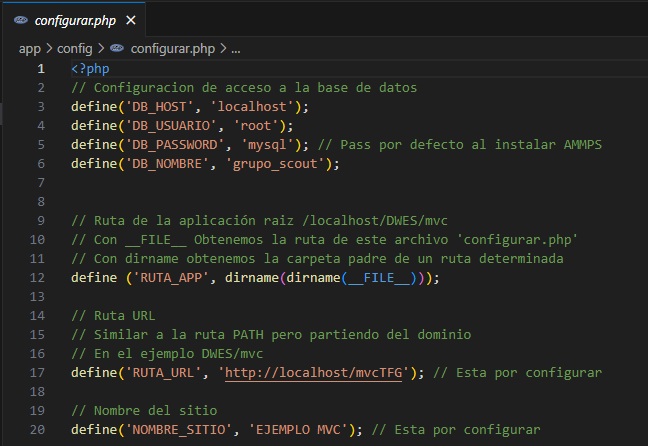 configurar.php
app > config > configurar.php > ...
1 <?php
2 // Configuracion de acceso a la base de datos
3 define('DB_HOST', 'localhost');
4 define('DB_USUARIO', 'root');
5 define('DB_PASSWORD', 'mysql'); // Pass por defecto al instalar AMMPS
6 define('DB_NOMBRE', 'grupo_scout');
7
8
9 // Ruta de la aplicación raiz /localhost/DWES/mvc
10 // Con __FILE__ Obtenemos la ruta de este archivo 'configurar.php'
11 // Con dirname obtenemos la carpeta padre de un ruta determinada
12 define ('RUTA_APP', dirname(dirname(__FILE__)));
13
14 // Ruta URL
15 // Similar a la ruta PATH pero partiendo del dominio
16 // En el ejemplo DWES/mvc
17 define('RUTA_URL', 'http://localhost/mvcTFG'); // Esta por configurar
18
19 // Nombre del sitio
20 define('NOMBRE_SITIO', 'EJEMPLO MVC'); // Esta por configurar